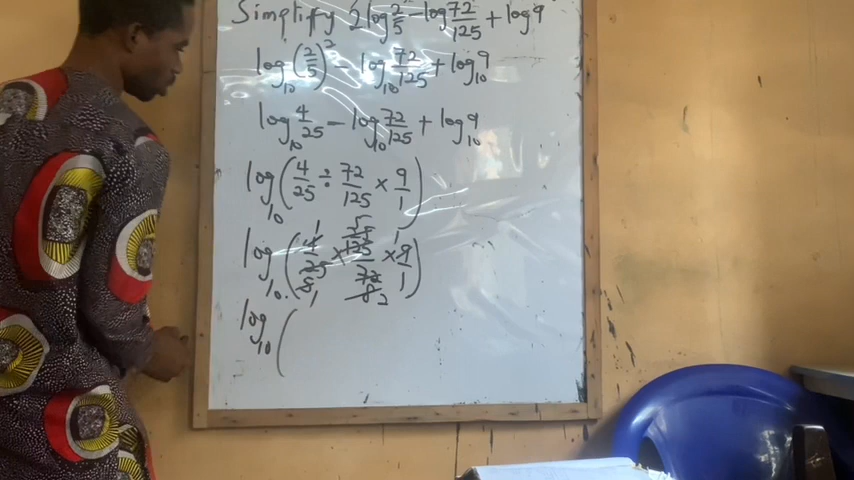 Simplify 2log 2/5 - log 72/125 + log 9
log₁₀ (2/5)² - log₁₀ 72/125 + log₁₀ 9
log₁₀ 4/25 - log₁₀ 72/125 + log₁₀ 9
log₁₀ (4/25 ÷ 72/125 × 9/1)
log₁₀ (4/25 × 125/72 × 9/1)
log₁₀ (